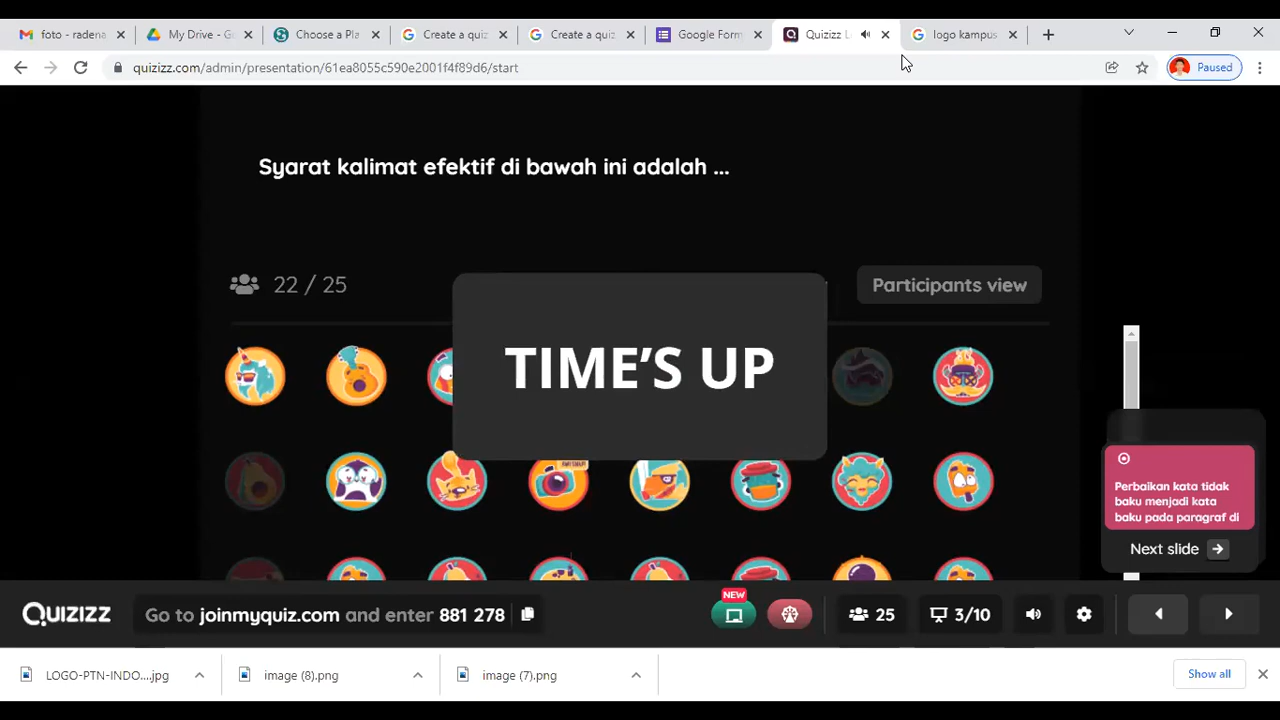 foto - radena
My Drive - G
Choose a Pla
Create a quiz
Create a quiz
Google Form
Quizizz L
logo kampus
quizizz.com/admin/presentation/61ea8055c590e2001f4f89d6/start
Paused
Syarat kalimat efektif di bawah ini adalah ...
22 / 25
Participants view
TIME'S UP
Perbaikan kata tidak
baku menjadi kata
baku pada paragraf di
Next slide
NEW
Quizizz
Go to joinmyquiz.com and enter 881 278
25
3/10
LOGO-PTN-INDO....jpg
image (8).png
image (7).png
Show all